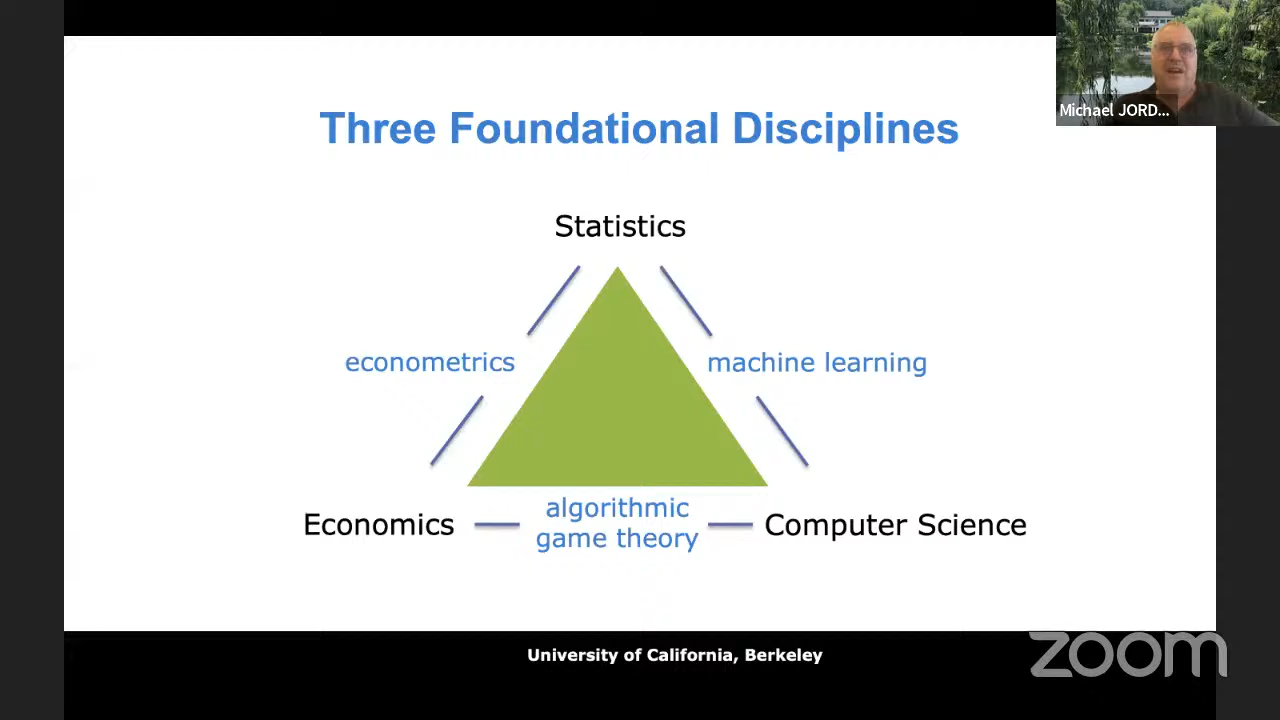 Michael JORD...
Three Foundational Disciplines
Statistics
econometrics
machine learning
Economics
algorithmic
game theory
Computer Science
University of California, Berkeley
zoom